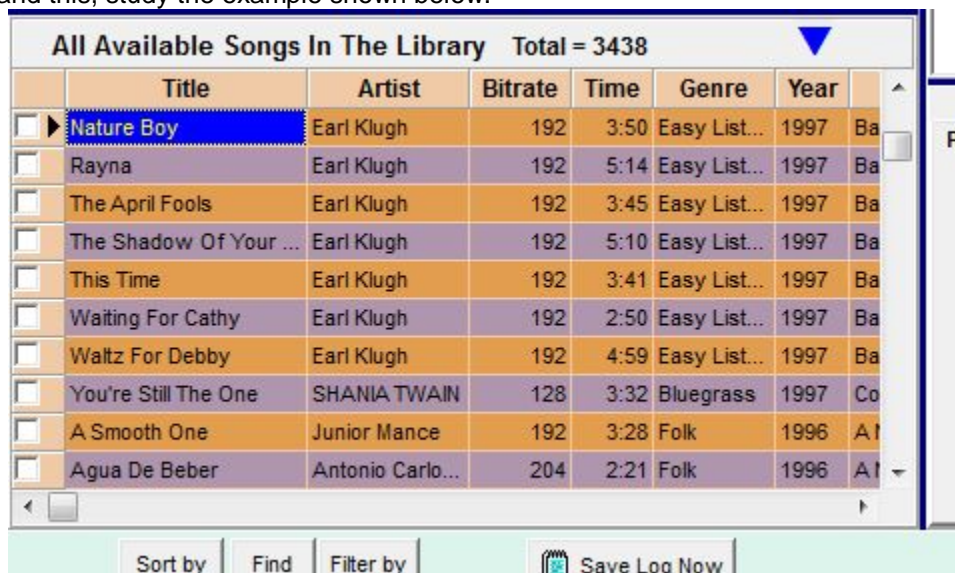 and this, study the example shown below.
All Available Songs In The Library Total = 3438
Title Artist Bitrate Time Genre Year
Nature Boy Earl Klugh 192 3:50 Easy List... 1997 Ba
Rayna Earl Klugh 192 5:14 Easy List... 1997 Ba
The April Fools Earl Klugh 192 3:45 Easy List... 1997 Ba
The Shadow Of Your ... Earl Klugh 192 5:10 Easy List... 1997 Ba
This Time Earl Klugh 192 3:41 Easy List... 1997 Ba
Waiting For Cathy Earl Klugh 192 2:50 Easy List... 1997 Ba
Waltz For Debby Earl Klugh 192 4:59 Easy List... 1997 Ba
You're Still The One SHANIA TWAIN 128 3:32 Bluegrass 1997 Co
A Smooth One Junior Mance 192 3:28 Folk 1996 A
Agua De Beber Antonio Carlo... 204 2:21 Folk 1996 A
Sort by Find Filter by Save Log Now